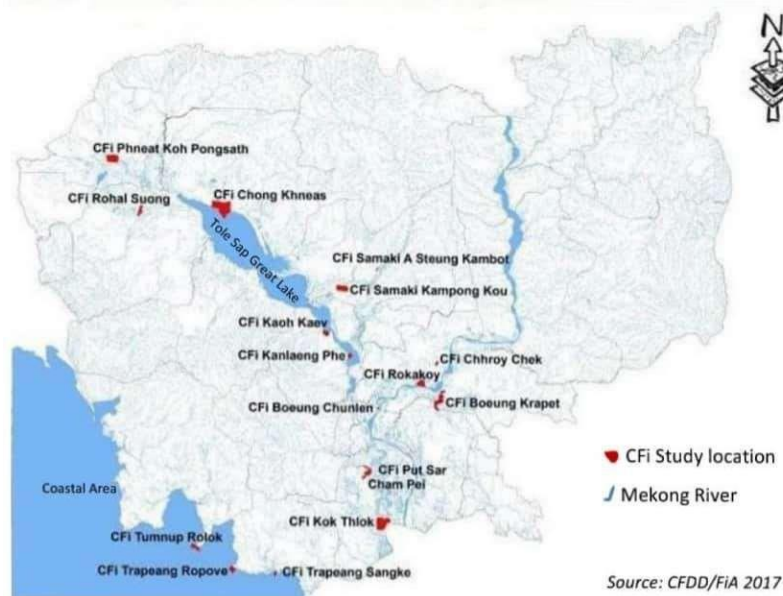 N
CFi Phneat Koh Pongsath
CFi Rohal Suong
CFi Chong Khneas
Tole Sap Great Lake
CFi Samaki A Steung Kambot
CFi Samaki Kampong Kou
CFi Kaoh Kaev
CFi Kanlaeng Phe
CFi Chhroy Chek
CFi Rokakoy
CFi Boeung Chunlen
CFi Boeung Krapet
CFi Put Sar
Cham Pei
CFi Study location
Mekong River
Coastal Area
CFi Kok Thlok
CFi Tumnup Rolok
CFi Trapeang Ropove
CFi Trapeang Sangke
Source: CFDD/FiA 2017